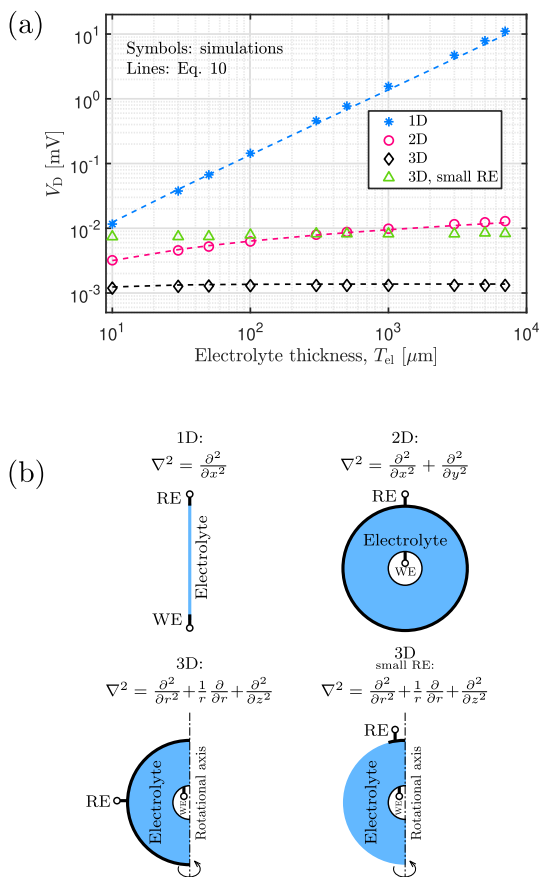 (a)
Symbols: simulations
Lines: Eq. 10
1D
2D
3D
3D, small RE
V_D [mV]
10^1
10^0
10^-1
10^-2
10^-3
10^1 10^2 10^3 10^4
Electrolyte thickness, T_el [μm]
(b)
1D:
∇² = ∂²/∂x²
RE
Electrolyte
WE
2D:
∇² = ∂²/∂x² + ∂²/∂y²
RE
Electrolyte
WE
3D:
∇² = ∂²/∂r² + 1/r ∂/∂r + ∂²/∂z²
RE
Electrolyte
WE
Rotational axis
3D
small RE:
∇² = ∂²/∂r² + 1/r ∂/∂r + ∂²/∂z²
RE
Electrolyte
WE
Rotational axis